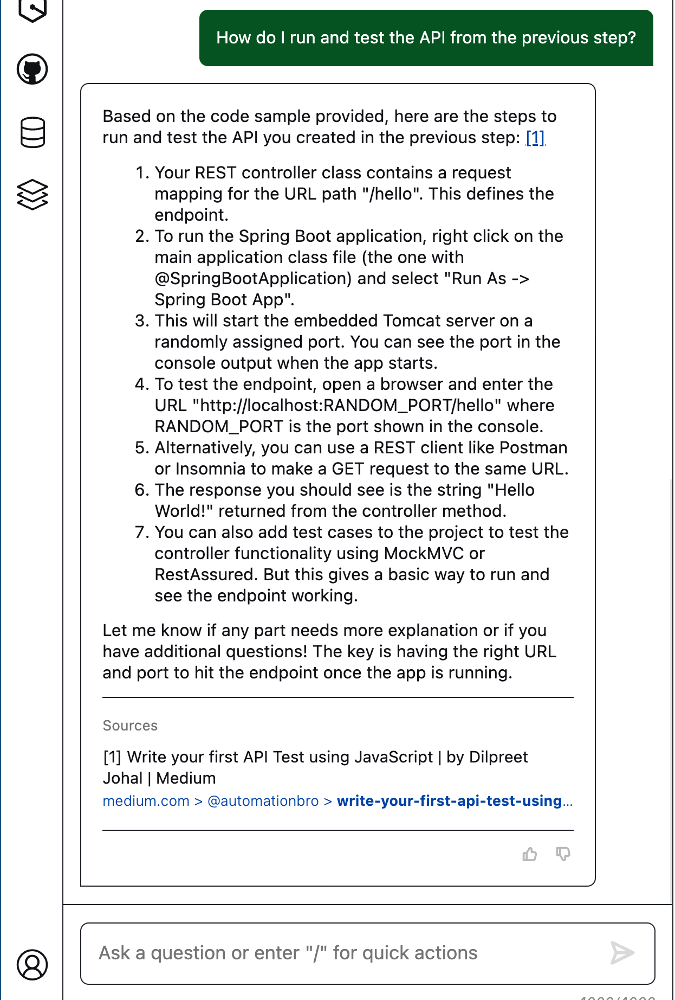 How do I run and test the API from the previous step?
Based on the code sample provided, here are the steps to
run and test the API you created in the previous step: [1]
1. Your REST controller class contains a request
mapping for the URL path "/hello". This defines the
endpoint.
2. To run the Spring Boot application, right click on the
main application class file (the one with
@SpringBootApplication) and select "Run As ->
Spring Boot App".
3. This will start the embedded Tomcat server on a
randomly assigned port. You can see the port in the
console output when the app starts.
4. To test the endpoint, open a browser and enter the
URL "http://localhost:RANDOM_PORT/hello" where
RANDOM_PORT is the port shown in the console.
5. Alternatively, you can use a REST client like Postman
or Insomnia to make a GET request to the same URL.
6. The response you should see is the string "Hello
World!" returned from the controller method.
7. You can also add test cases to the project to test the
controller functionality using MockMVC or
RestAssured. But this gives a basic way to run and
see the endpoint working.
Let me know if any part needs more explanation or if you
have additional questions! The key is having the right URL
and port to hit the endpoint once the app is running.
Sources
[1] Write your first API Test using JavaScript | by Dilpreet
Johal | Medium
medium.com > @automationbro > write-your-first-api-test-using...
Ask a question or enter "/" for quick actions